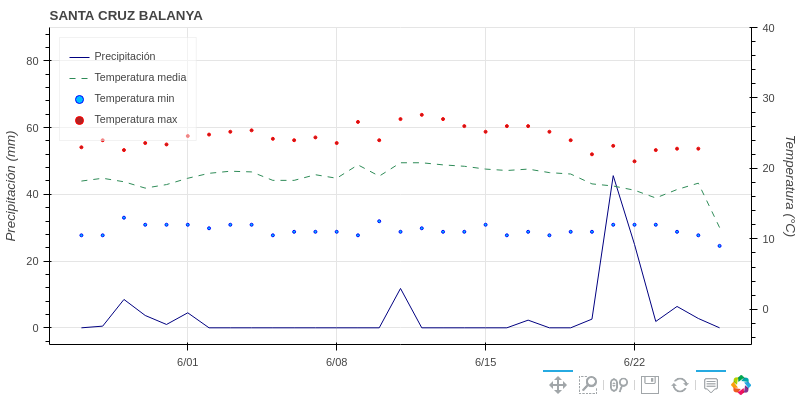 SANTA CRUZ BALANYA
Precipitación
Temperatura media
Temperatura min
Temperatura max
Precipitación (mm)
80
60
40
20
0
Temperatura (°C)
40
30
20
10
0
6/01 6/08 6/15 6/22